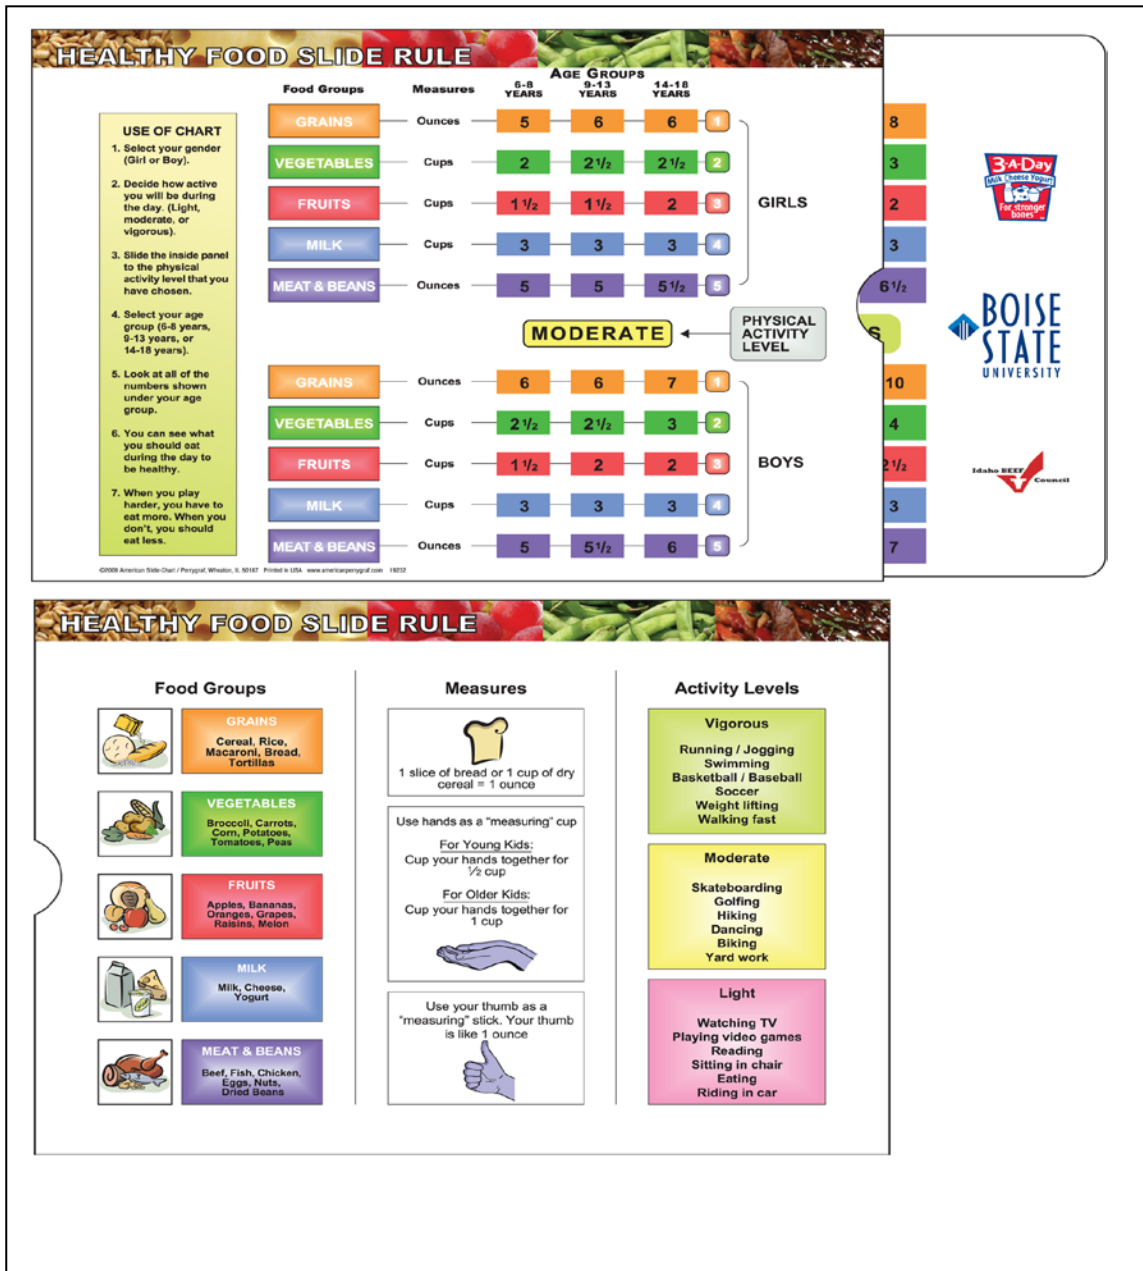 HEALTHY FOOD SLIDE RULE
AGE GROUPS
Food Groups Measures 6-8 YEARS 9-13 YEARS 14-18 YEARS
USE OF CHART
1. Select your gender
(Girl or Boy).
2. Decide how active
you will be during
the day. (Light,
moderate, or
vigorous).
3. Slide the inside panel
to the physical
activity level that you
have chosen.
4. Select your age
group (6-8 years,
9-13 years, or
14-18 years).
5. Look at all of the
numbers shown
under your age
group.
6. You can see what
you should eat
during the day to
be healthy.
7. When you play
harder, you have to
eat more. When you
don't, you should
eat less.
GRAINS Ounces 5 6 6 1 8
VEGETABLES Cups 2 2 1/2 2 1/2 2 3
FRUITS Cups 1 1/2 1 1/2 2 3 2
MILK Cups 3 3 3 4 3
MEAT & BEANS Ounces 5 5 5 1/2 5 6 1/2
GIRLS
MODERATE
PHYSICAL
ACTIVITY
LEVEL
S
GRAINS Ounces 6 6 7 1 10
VEGETABLES Cups 2 1/2 2 1/2 3 2 4
FRUITS Cups 1 1/2 2 2 3 2 1/2
MILK Cups 3 3 3 4 3
MEAT & BEANS Ounces 5 5 1/2 6 5 7
BOYS
©2009 American Slide-Chart / Perrygraf, Wheaton, IL 60187 Printed in USA www.americanperrygraf.com 19232
3-A-Day
Milk Cheese Yogurt
For stronger
bones
BOISE
STATE
UNIVERSITY
Idaho BEEF
Council
HEALTHY FOOD SLIDE RULE
Food Groups
GRAINS
Cereal, Rice,
Macaroni, Bread,
Tortillas
VEGETABLES
Broccoli, Carrots,
Corn, Potatoes,
Tomatoes, Peas
FRUITS
Apples, Bananas,
Oranges, Grapes,
Raisins, Melon
MILK
Milk, Cheese,
Yogurt
MEAT & BEANS
Beef, Fish, Chicken,
Eggs, Nuts,
Dried Beans
Measures
1 slice of bread or 1 cup of dry
cereal = 1 ounce
Use hands as a "measuring" cup
For Young Kids:
Cup your hands together for
½ cup
For Older Kids:
Cup your hands together for
1 cup
Use your thumb as a
"measuring" stick. Your thumb
is like 1 ounce
Activity Levels
Vigorous
Running / Jogging
Swimming
Basketball / Baseball
Soccer
Weight lifting
Walking fast
Moderate
Skateboarding
Golfing
Hiking
Dancing
Biking
Yard work
Light
Watching TV
Playing video games
Reading
Sitting in chair
Eating
Riding in car